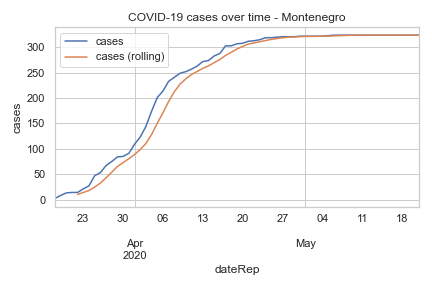 COVID-19 cases over time - Montenegro
cases
cases (rolling)
300
250
200
150
100
50
0
cases
23 30 06 13 20 27 04 11 18
Apr May
2020
dateRep